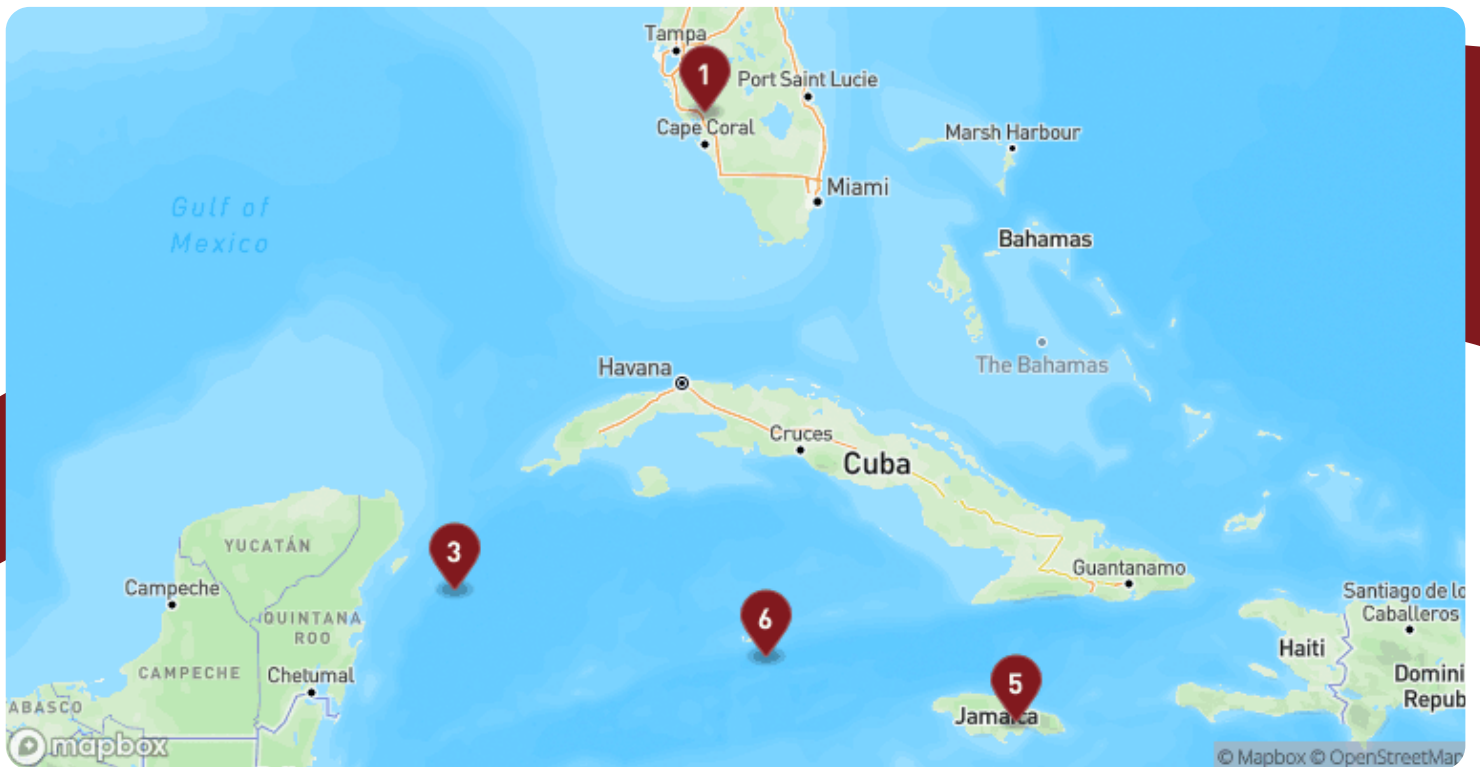 Tampa
1
Port Saint Lucie
Cape Coral
Marsh Harbour
Miami
Gulf of
Mexico
Bahamas
The Bahamas
Havana
Cruces
Cuba
3
YUCATÁN
Campeche
Guantanamo
Santiago de lo
Caballeros
QUINTANA
ROO
6
Haiti
CAMPECHE
Chetumal
5
Domini
Repub
ABASCO
Jamaica
mapbox
© Mapbox © OpenStreetMap